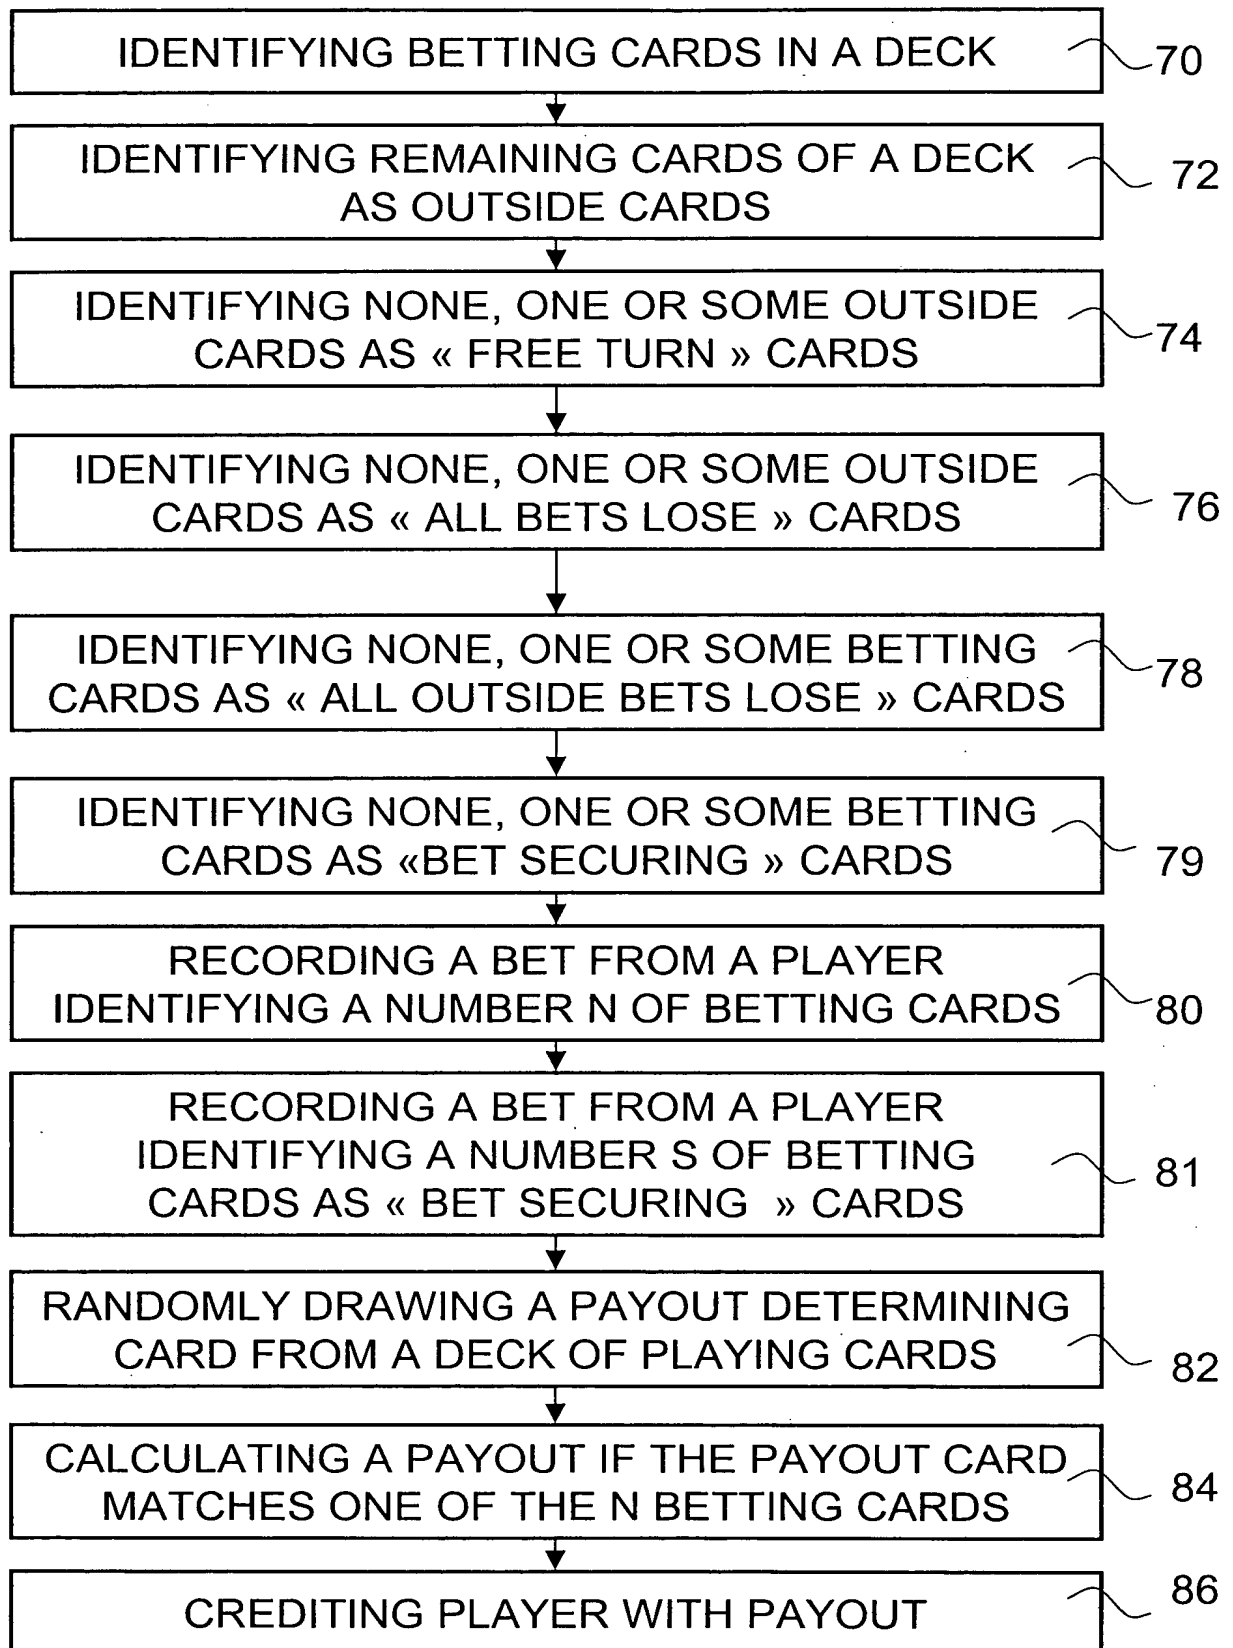 IDENTIFYING BETTING CARDS IN A DECK
70
IDENTIFYING REMAINING CARDS OF A DECK
AS OUTSIDE CARDS
72
IDENTIFYING NONE, ONE OR SOME OUTSIDE
CARDS AS « FREE TURN » CARDS
74
IDENTIFYING NONE, ONE OR SOME OUTSIDE
CARDS AS « ALL BETS LOSE » CARDS
76
IDENTIFYING NONE, ONE OR SOME BETTING
CARDS AS « ALL OUTSIDE BETS LOSE » CARDS
78
IDENTIFYING NONE, ONE OR SOME BETTING
CARDS AS «BET SECURING » CARDS
79
RECORDING A BET FROM A PLAYER
IDENTIFYING A NUMBER N OF BETTING CARDS
80
RECORDING A BET FROM A PLAYER
IDENTIFYING A NUMBER S OF BETTING
CARDS AS « BET SECURING  » CARDS
81
RANDOMLY DRAWING A PAYOUT DETERMINING
CARD FROM A DECK OF PLAYING CARDS
82
CALCULATING A PAYOUT IF THE PAYOUT CARD
MATCHES ONE OF THE N BETTING CARDS
84
CREDITING PLAYER WITH PAYOUT
86